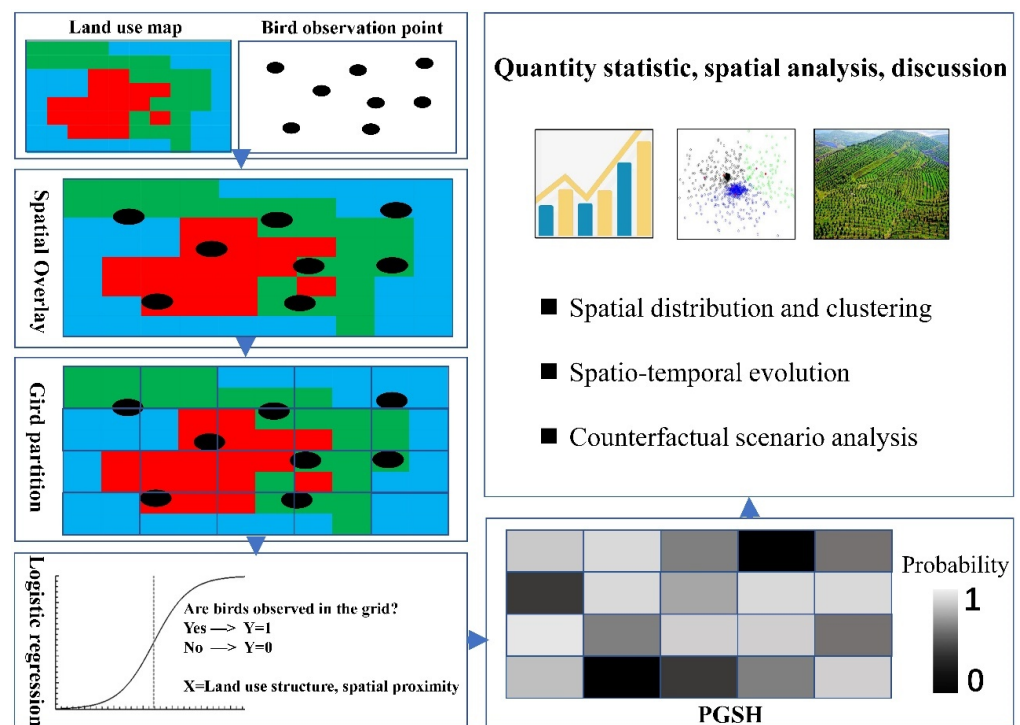 Land use map
Bird observation point
Spatial Overlay
Gird partition
Logistic regression
Are birds observed in the grid?
Yes —> Y=1
No —> Y=0
X=Land use structure, spatial proximity
Quantity statistic, spatial analysis, discussion
■ Spatial distribution and clustering
■ Spatio-temporal evolution
■ Counterfactual scenario analysis
Probability
1
0
PGSH